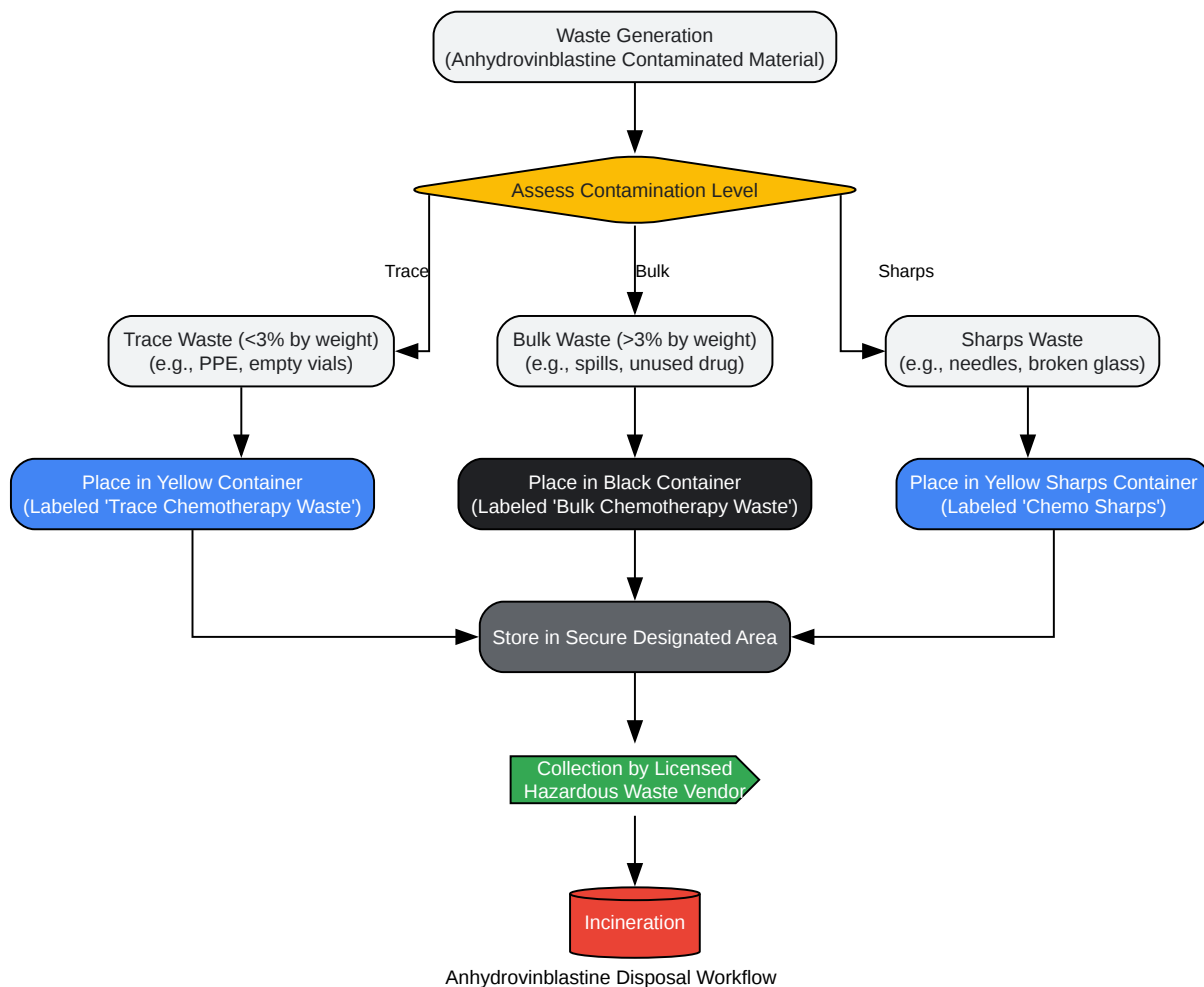 Waste Generation
(Anhydrovinblastine Contaminated Material)
Assess Contamination Level
Trace
Bulk
Sharps
Trace Waste (<3% by weight)
(e.g., PPE, empty vials)
Bulk Waste (>3% by weight)
(e.g., spills, unused drug)
Sharps Waste
(e.g., needles, broken glass)
Place in Yellow Container
(Labeled 'Trace Chemotherapy Waste')
Place in Black Container
(Labeled 'Bulk Chemotherapy Waste')
Place in Yellow Sharps Container
(Labeled 'Chemo Sharps')
Store in Secure Designated Area
Collection by Licensed
Hazardous Waste Vendor
Incineration
Anhydrovinblastine Disposal Workflow